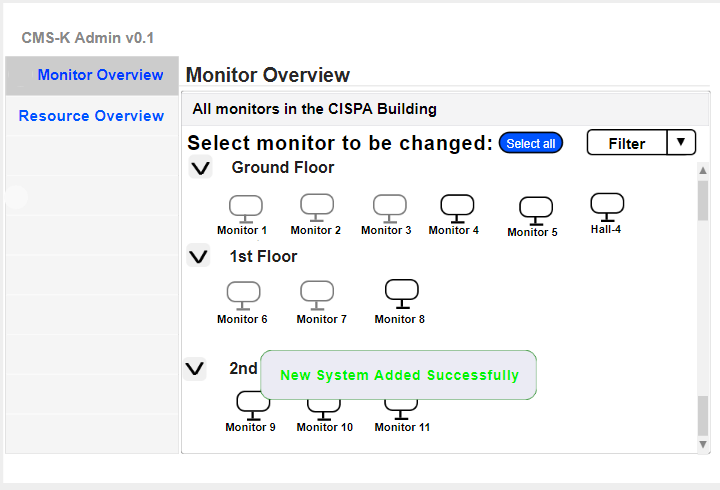 CMS-K Admin v0.1
Monitor Overview
Resource Overview
Monitor Overview
All monitors in the CISPA Building
Select monitor to be changed: Select all Filter
Ground Floor
Monitor 1 Monitor 2 Monitor 3 Monitor 4 Monitor 5 Hall-4
1st Floor
Monitor 6 Monitor 7 Monitor 8
2nd
New System Added Successfully
Monitor 9 Monitor 10 Monitor 11